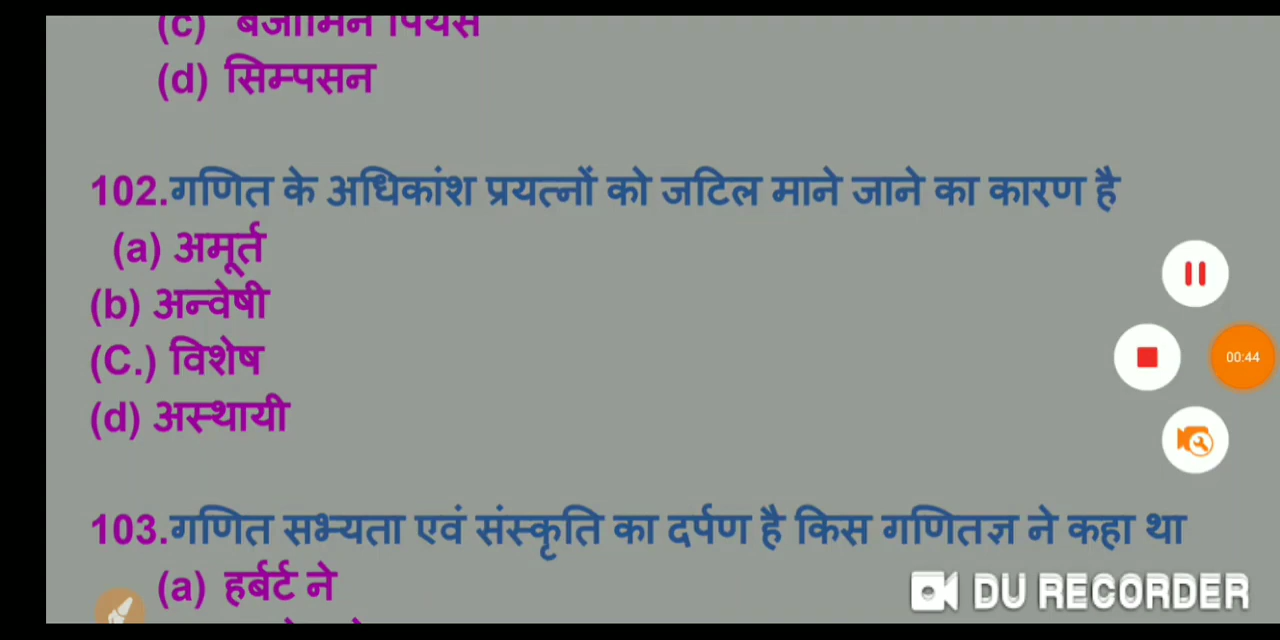 (c) बेंजामिन पियर्स
(d) सिम्पसन
102.गणित के अधिकांश प्रयत्नों को जटिल माने जाने का कारण है
(a) अमूर्त
(b) अन्वेषी
(C.) विशेष
(d) अस्थायी
00:44
103.गणित सभ्यता एवं संस्कृति का दर्पण है किस गणितज्ञ ने कहा था
(a) हर्बर्ट ने
DU RECORDER